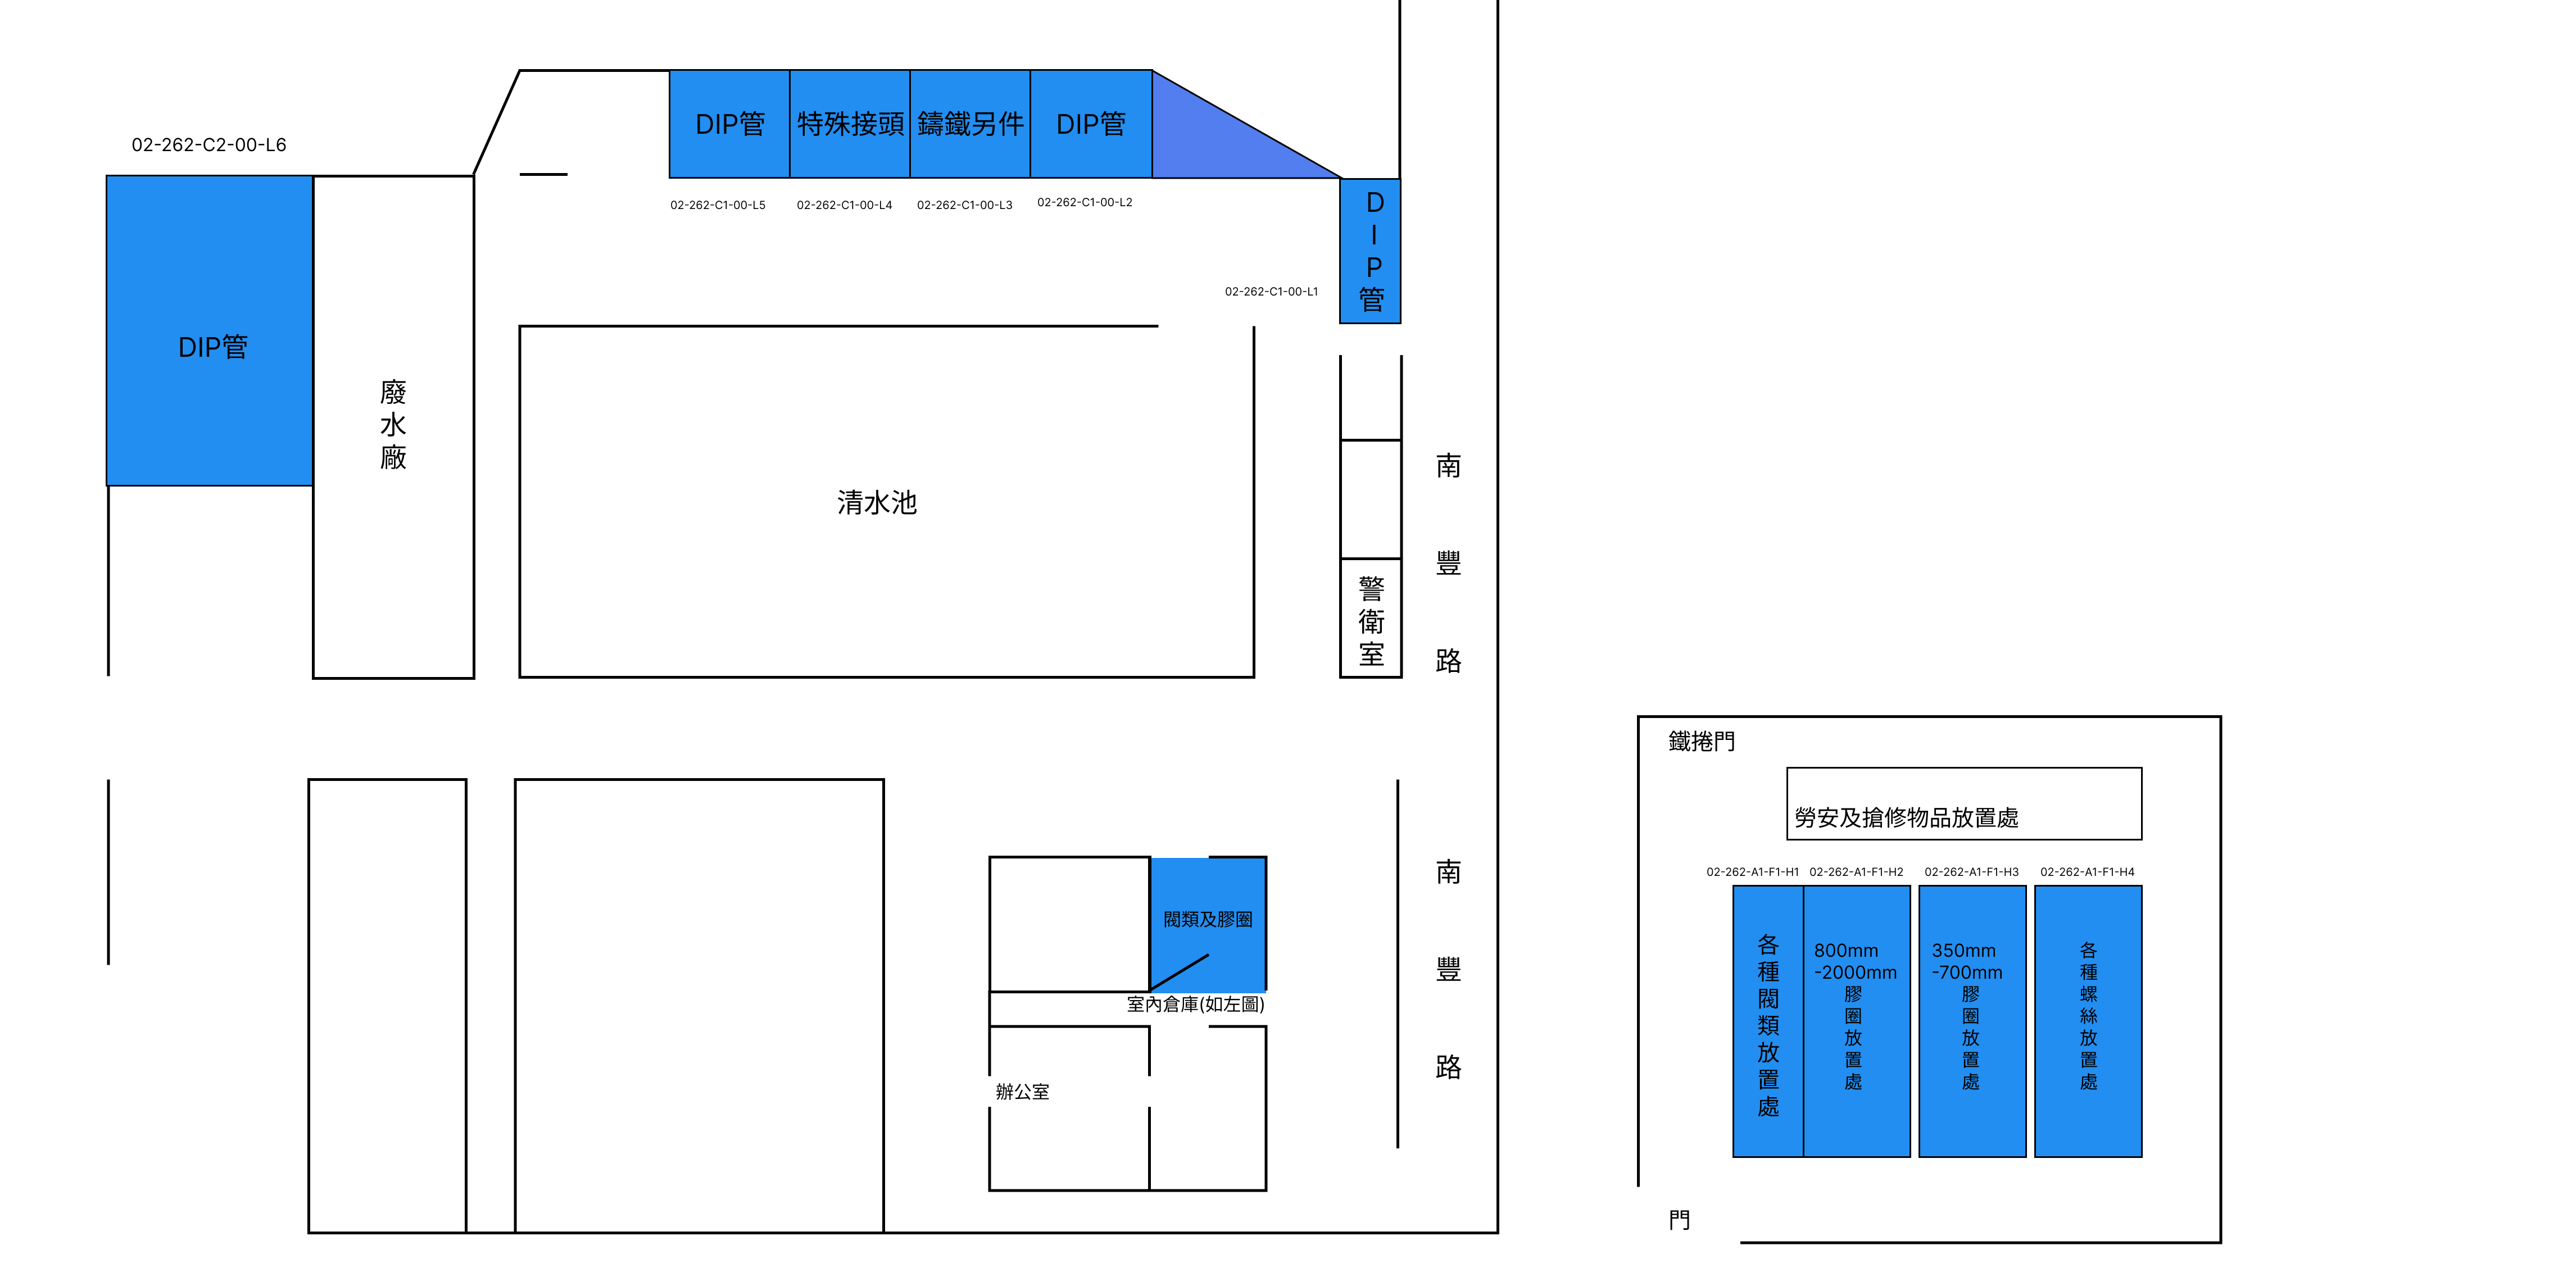 02-262-C2-00-L6
DIP管
廢水廠
DIP管
特殊接頭
鑄鐵另件
DIP管
02-262-C1-00-L5
02-262-C1-00-L4
02-262-C1-00-L3
02-262-C1-00-L2
DIP管
02-262-C1-00-L1
清水池
警衛室
南豐路
南豐路
閥類及膠圈
室內倉庫(如左圖)
辦公室
鐵捲門
勞安及搶修物品放置處
02-262-A1-F1-H1
02-262-A1-F1-H2
02-262-A1-F1-H3
02-262-A1-F1-H4
各種閥類放置處
800mm
-2000mm
膠圈放置處
350mm
-700mm
膠圈放置處
各種螺絲放置處
門